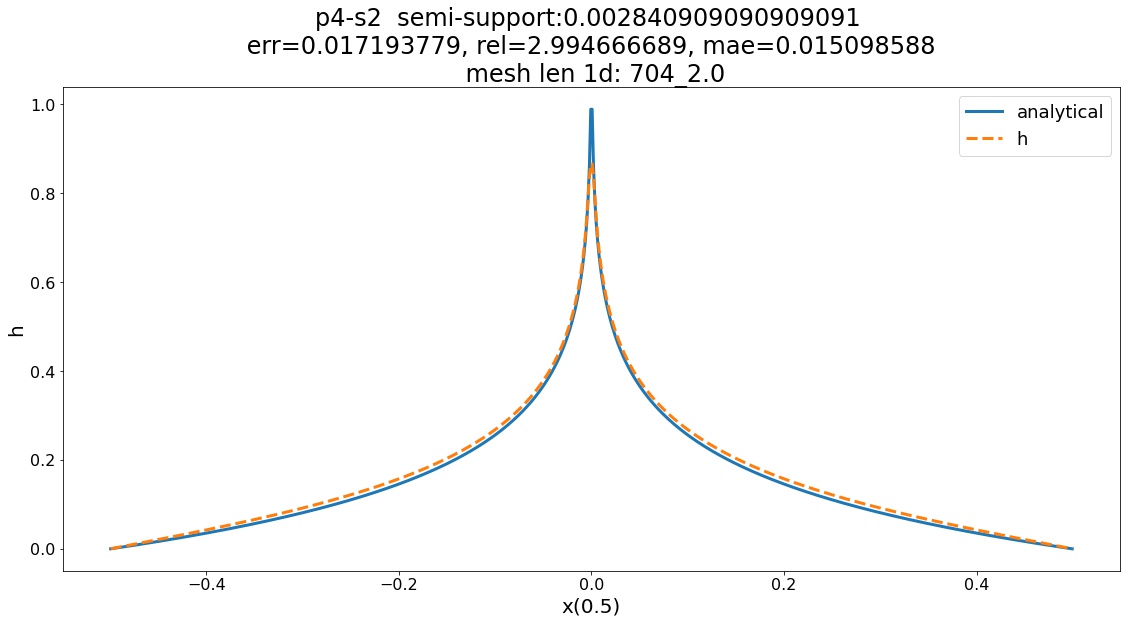 p4-s2  semi-support:0.002840909090909091
err=0.017193779, rel=2.994666689, mae=0.015098588
mesh len 1d: 704_2.0
analytical
h
1.0
0.8
0.6
0.4
0.2
0.0
h
−0.4
−0.2
0.0
0.2
0.4
x(0.5)